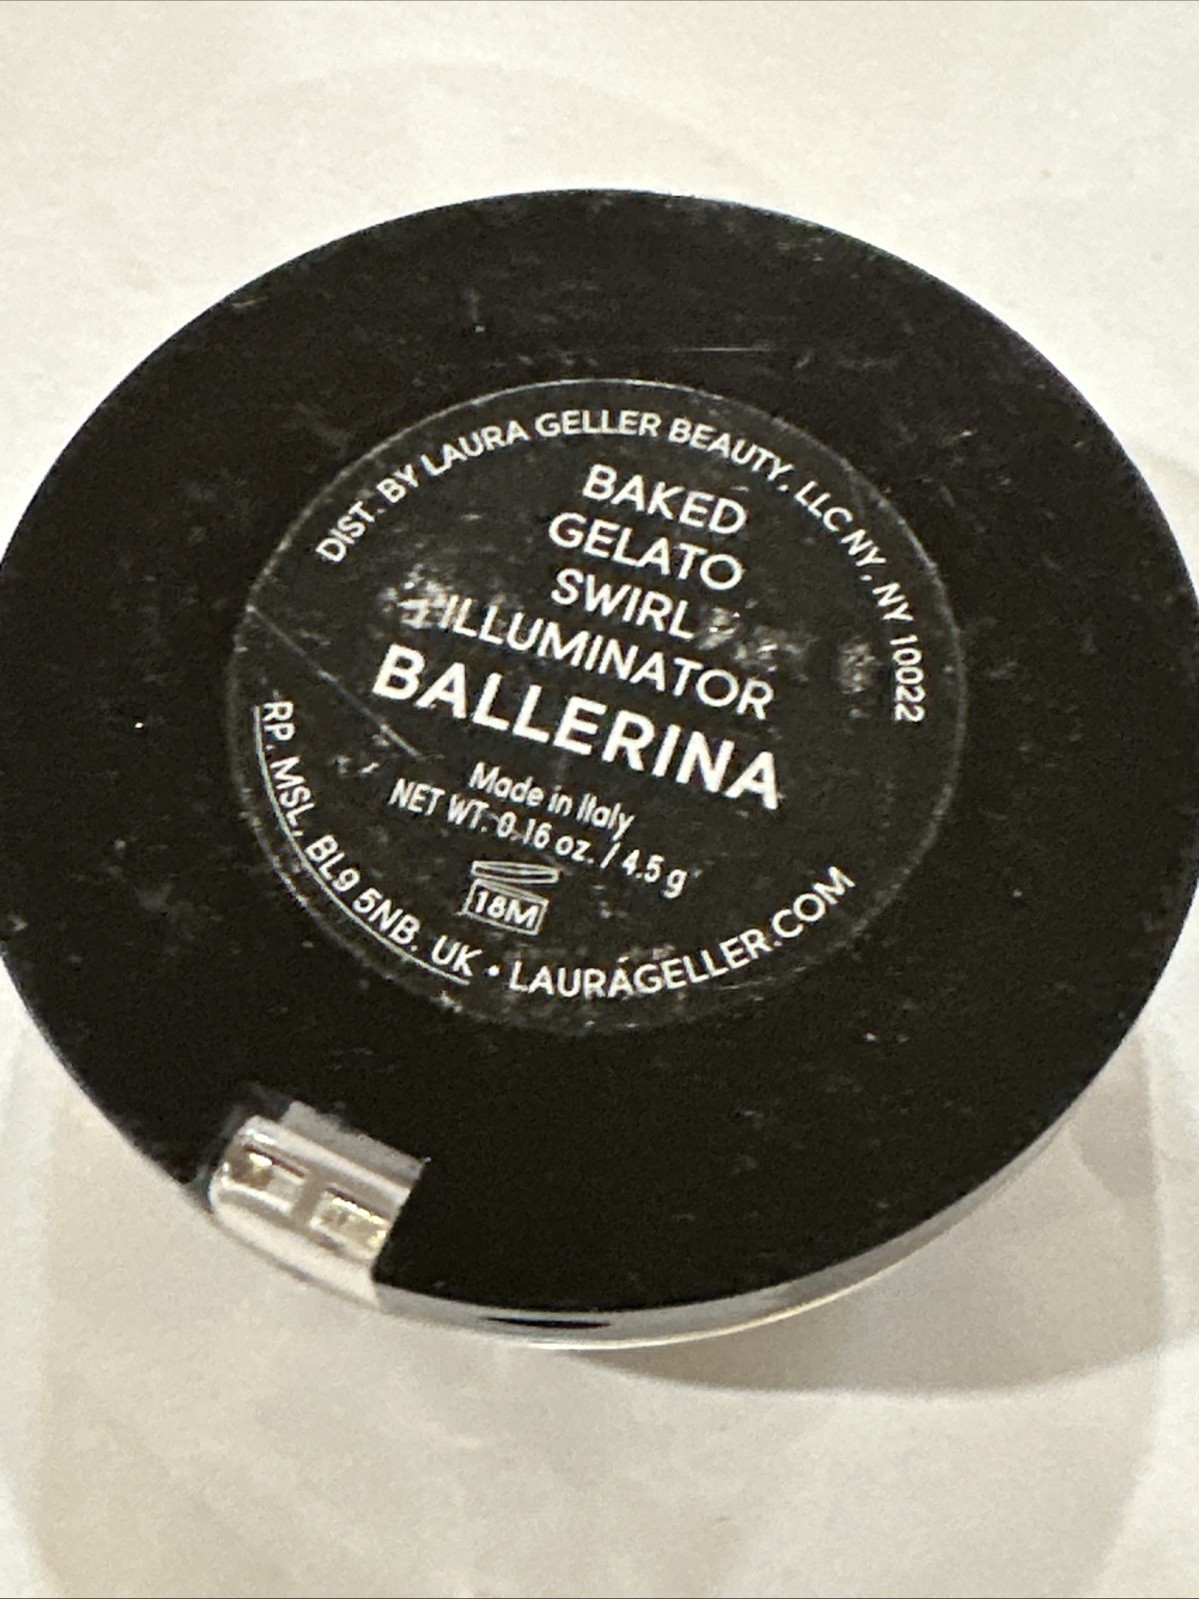 DIST. BY LAURA GELLER BEAUTY, LLC NY, NY 10022
BAKED
GELATO
SWIRL
ILLUMINATOR
BALLERINA
Made in Italy
NET WT. 0.16 oz. / 4.5 g
18M
RP. MSL, BL9 5NB. UK • LAURAGELLER.COM